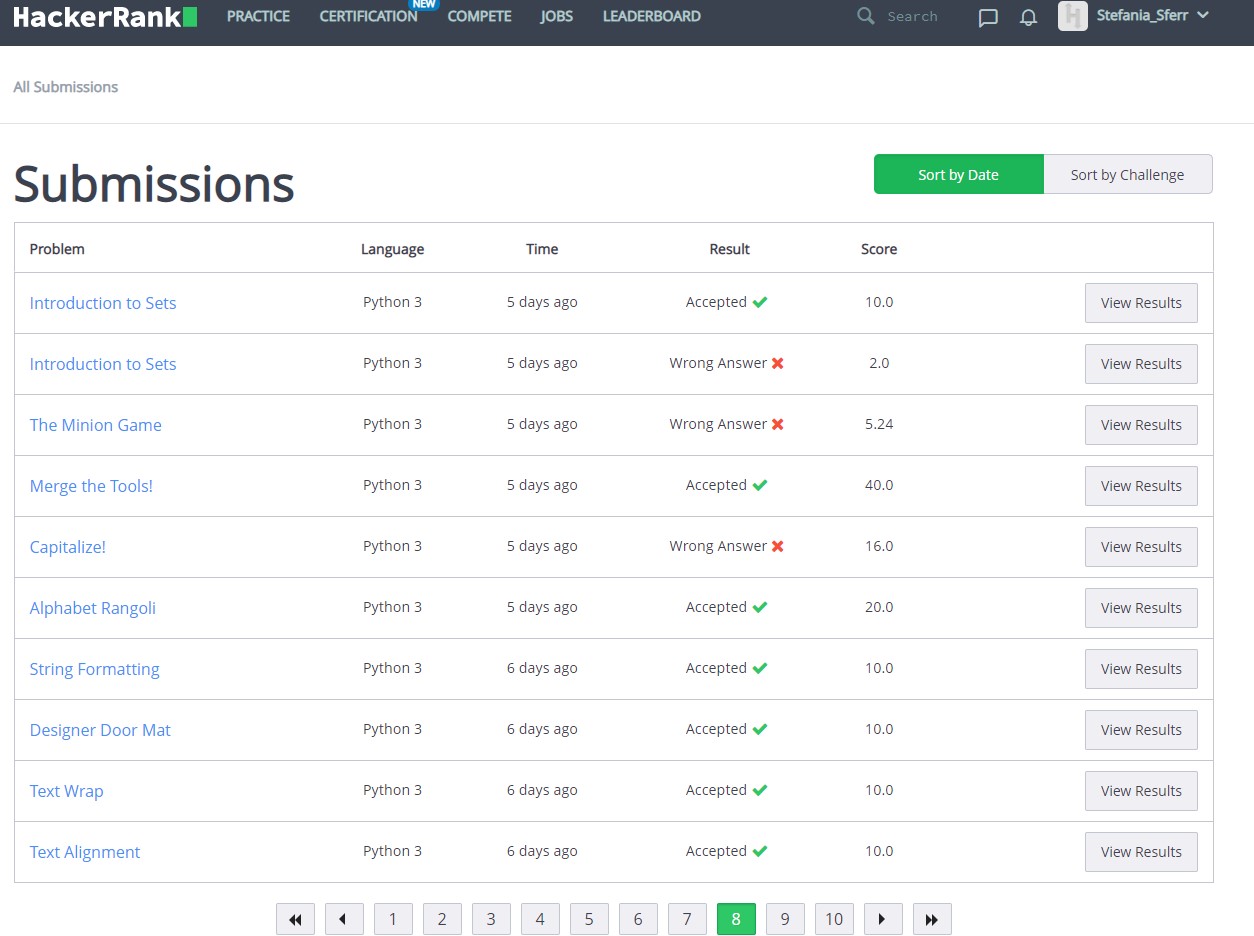 HackerRank PRACTICE CERTIFICATION NEW COMPETE JOBS LEADERBOARD Search Stefania_Sferr
All Submissions
Submissions Sort by Date Sort by Challenge
Problem Language Time Result Score
Introduction to Sets Python 3 5 days ago Accepted 10.0 View Results
Introduction to Sets Python 3 5 days ago Wrong Answer 2.0 View Results
The Minion Game Python 3 5 days ago Wrong Answer 5.24 View Results
Merge the Tools! Python 3 5 days ago Accepted 40.0 View Results
Capitalize! Python 3 5 days ago Wrong Answer 16.0 View Results
Alphabet Rangoli Python 3 5 days ago Accepted 20.0 View Results
String Formatting Python 3 6 days ago Accepted 10.0 View Results
Designer Door Mat Python 3 6 days ago Accepted 10.0 View Results
Text Wrap Python 3 6 days ago Accepted 10.0 View Results
Text Alignment Python 3 6 days ago Accepted 10.0 View Results
1 2 3 4 5 6 7 8 9 10